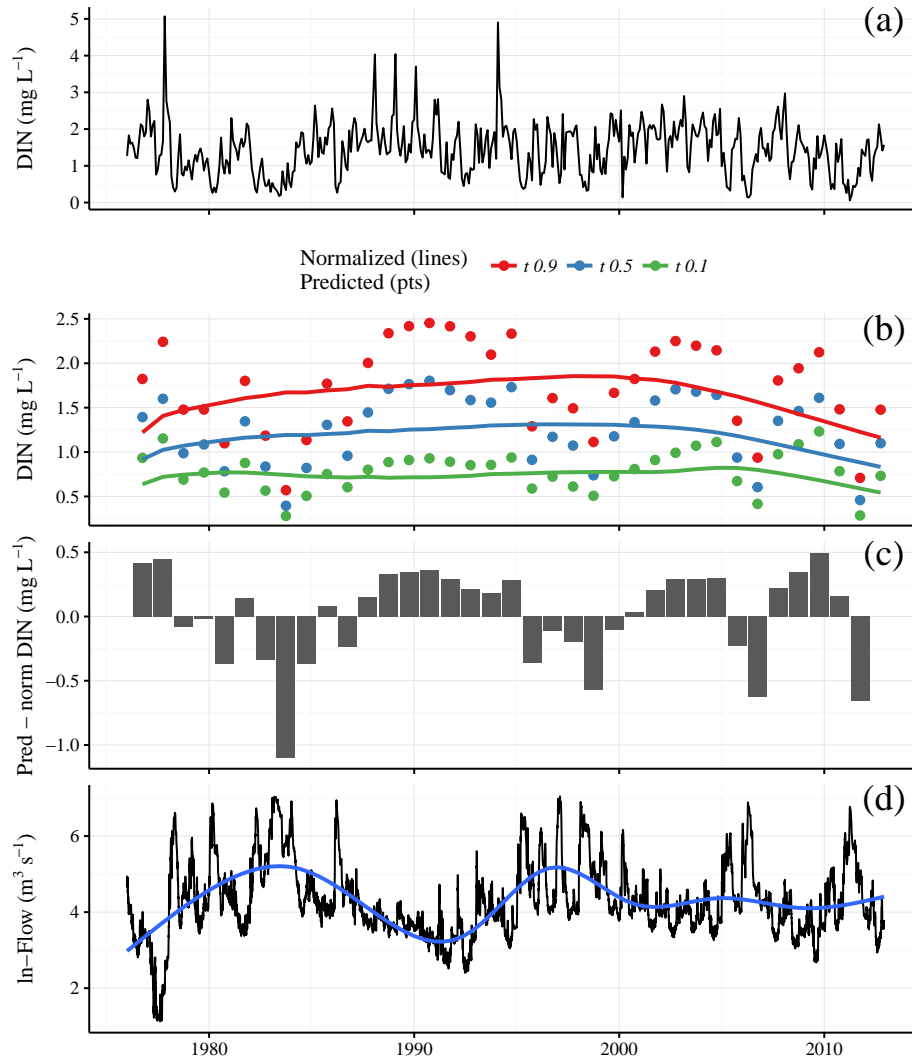 (a)
DIN (mg L⁻¹)
5
4
3
2
1
0
Normalized (lines)
Predicted (pts)
t 0.9 t 0.5 t 0.1
(b)
DIN (mg L⁻¹)
2.5
2.0
1.5
1.0
0.5
(c)
Pred − norm DIN (mg L⁻¹)
0.5
0.0
−0.5
−1.0
(d)
ln−Flow (m³ s⁻¹)
6
4
2
1980 1990 2000 2010